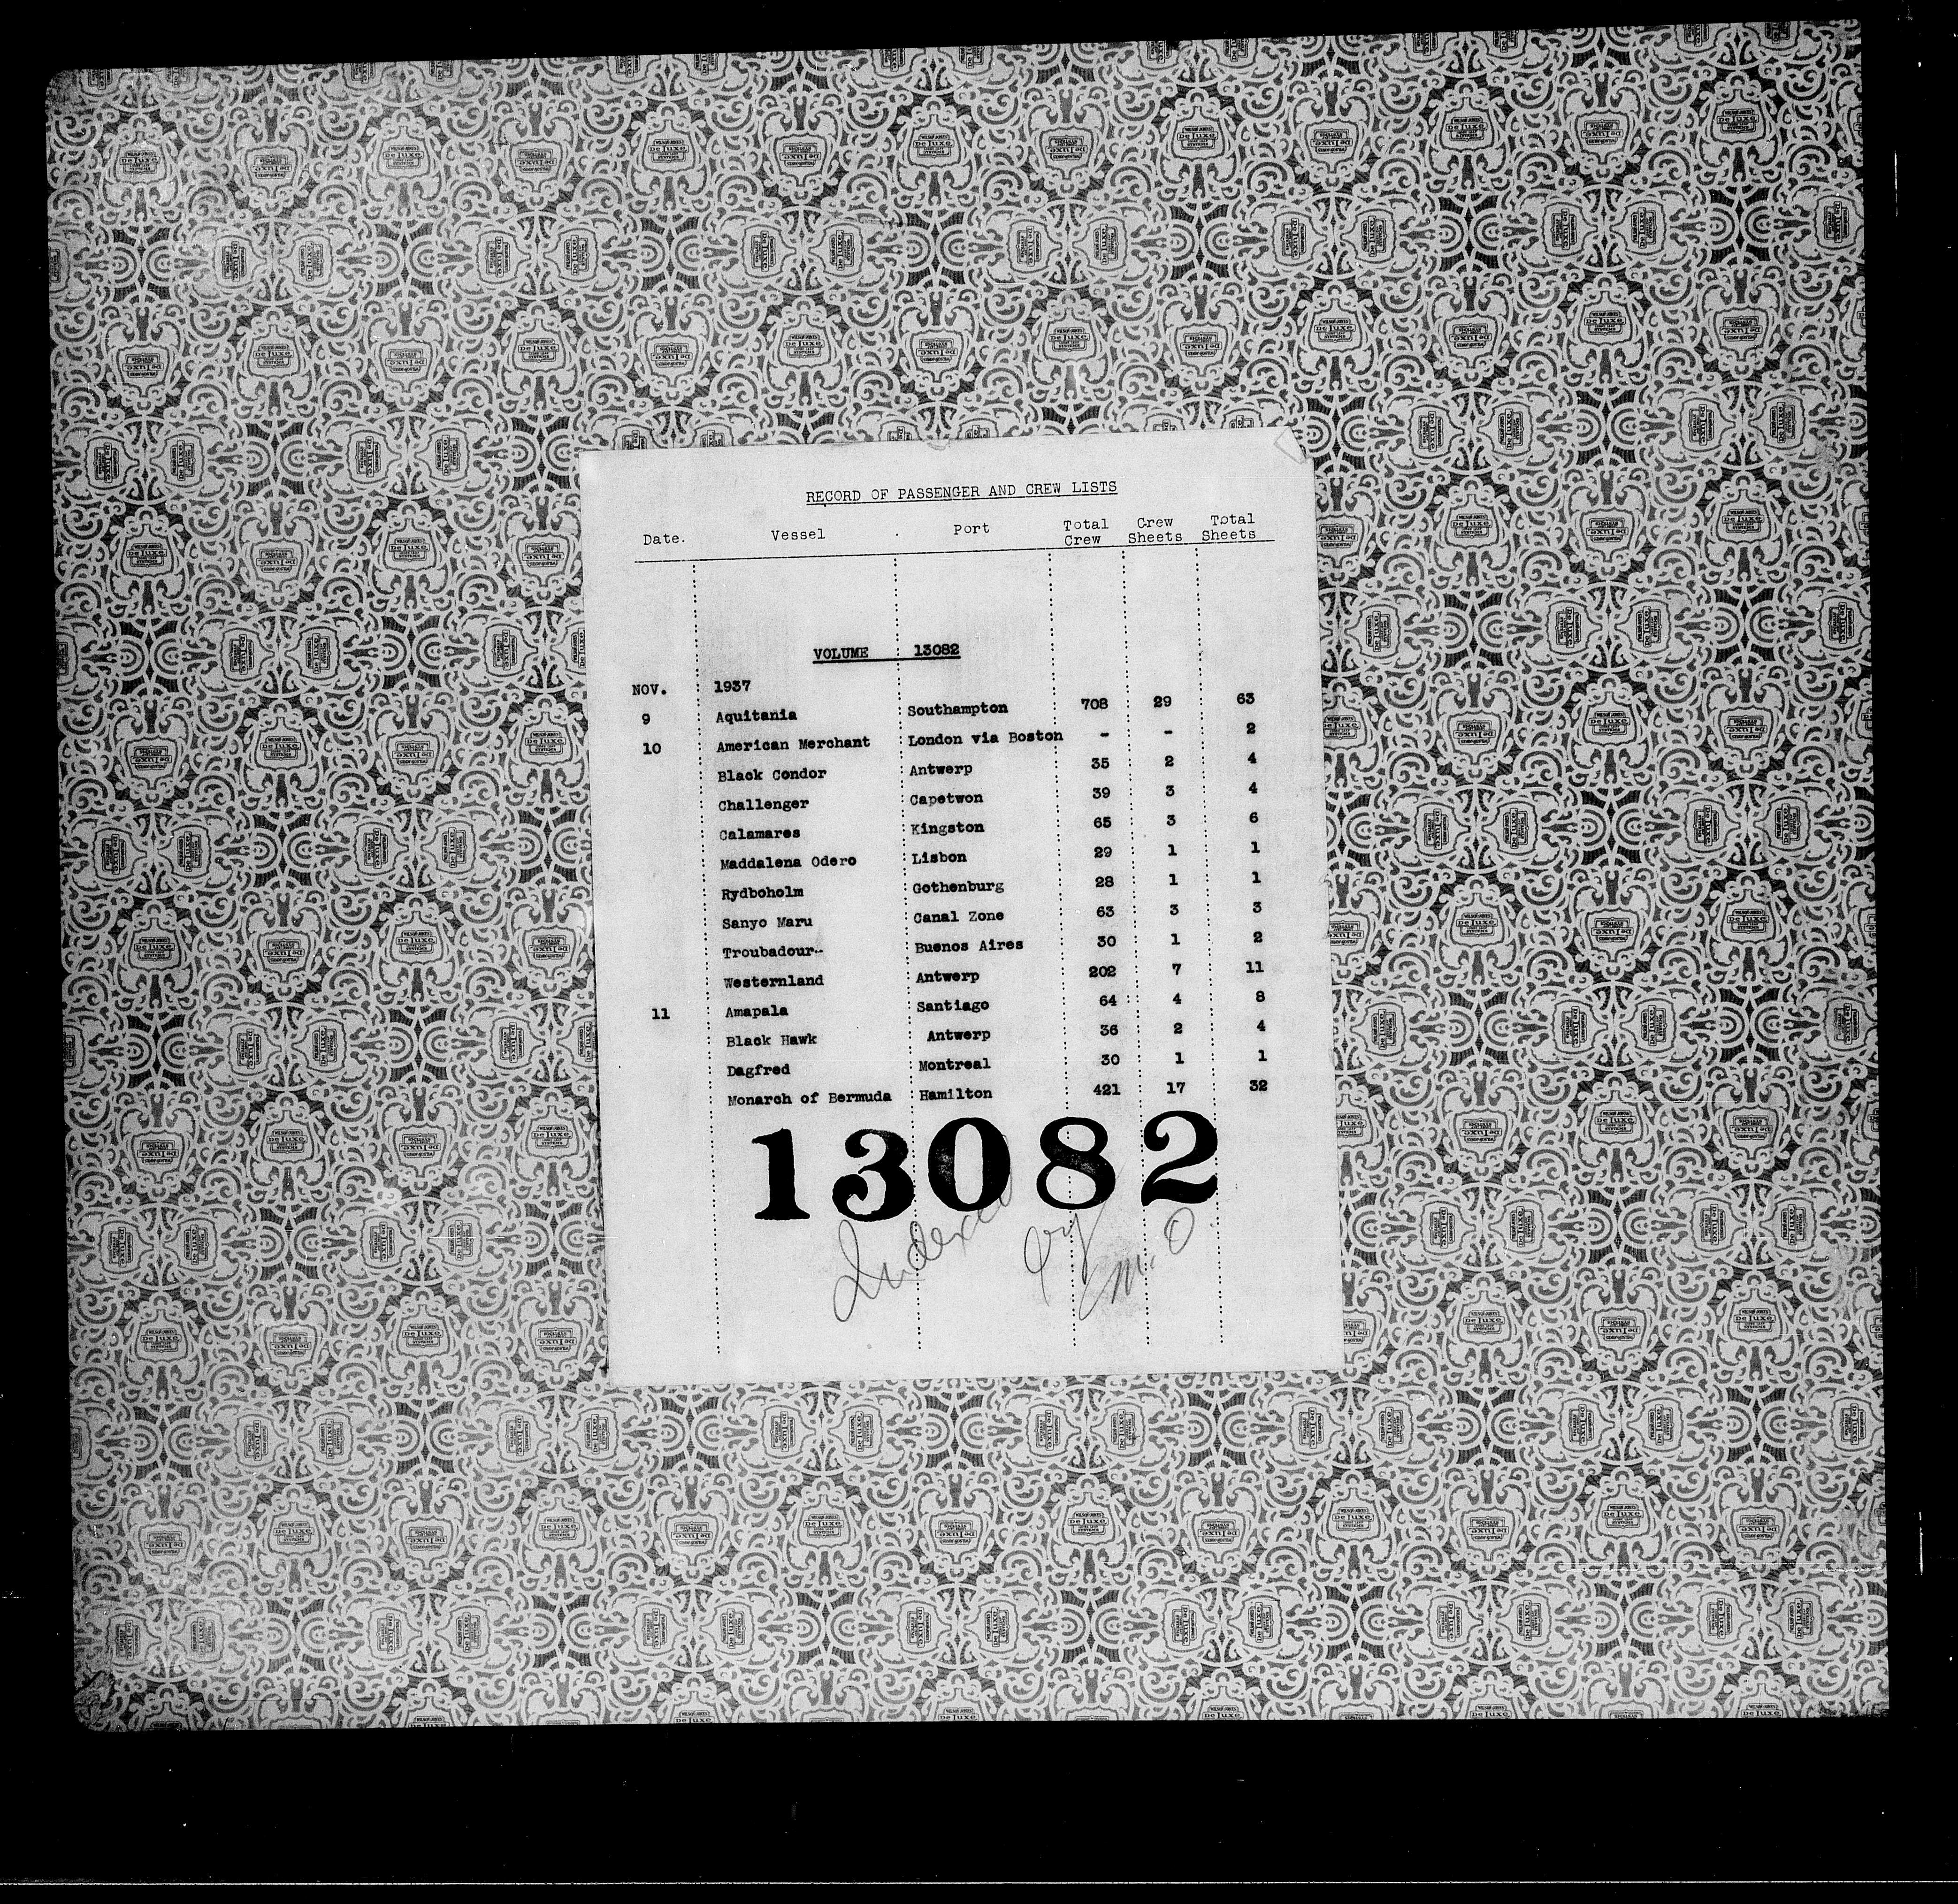 RECORD OF PASSENGER AND CREW LISTS
Date. Vessel Port Total Crew Crew Sheets Total Sheets
VOLUME 13082
NOV. 1937
9 Aquitania Southampton 708 29 63
10 American Merchant London via Boston - - 2
Black Condor Antwerp 35 2 4
Challenger Capetwon 39 3 4
Calamares Kingston 65 3 6
Maddalena Odero Lisbon 29 1 1
Rydboholm Gothenburg 28 1 1
Sanyo Maru Canal Zone 63 3 3
Troubadour Buenos Aires 30 1 2
Westernland Antwerp 202 7 11
11 Amapala Santiago 64 4 8
Black Hawk Antwerp 36 2 4
Dagfred Montreal 30 1 1
Monarch of Bermuda Hamilton 421 17 32
13082
Indexed by